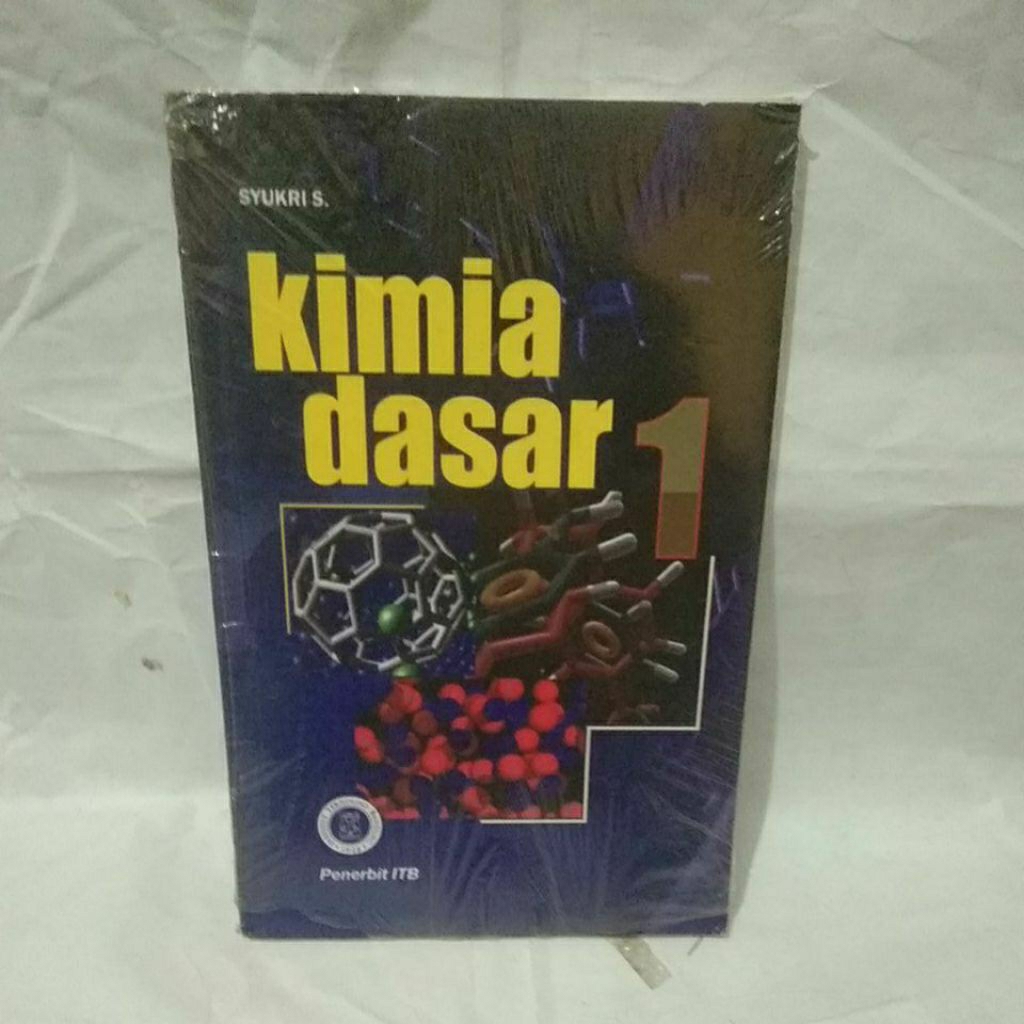 SYUKRI S.
kimia
dasar 1
Penerbit ITB